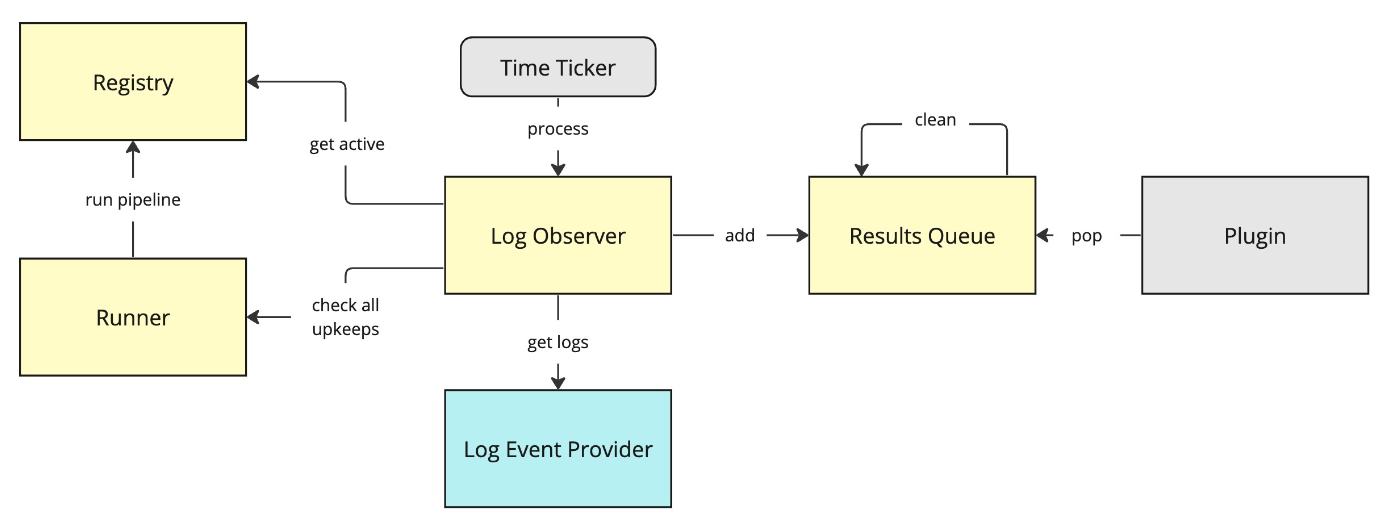 Registry
Time Ticker
process
clean
get active
run pipeline
Log Observer
add
Results Queue
pop
Plugin
check all
upkeeps
Runner
get logs
Log Event Provider